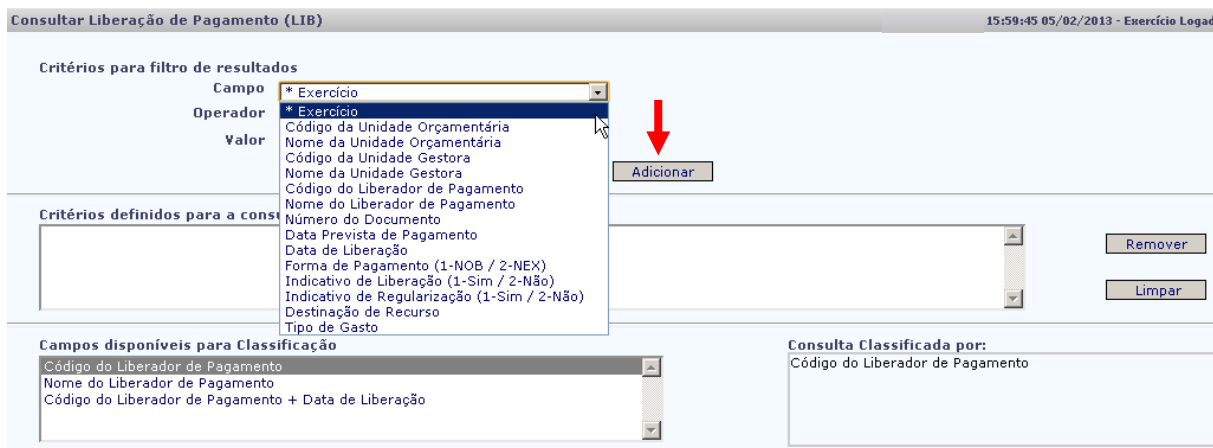 Consultar Liberação de Pagamento (LIB) 15:59:45 05/02/2013 - Exercício Logad
Critérios para filtro de resultados
Campo * Exercício
Operador * Exercício
Código da Unidade Orçamentária
Valor Nome da Unidade Orçamentária
Código da Unidade Gestora
Nome da Unidade Gestora Adicionar
Código do Liberador de Pagamento
Nome do Liberador de Pagamento
Critérios definidos para a consu Número do Documento
Data Prevista de Pagamento
Data de Liberação Remover
Forma de Pagamento (1-NOB / 2-NEX)
Indicativo de Liberação (1-Sim / 2-Não)
Indicativo de Regularização (1-Sim / 2-Não) Limpar
Destinação de Recurso
Tipo de Gasto
Campos disponíveis para Classificação Consulta Classificada por:
Código do Liberador de Pagamento Código do Liberador de Pagamento
Nome do Liberador de Pagamento
Código do Liberador de Pagamento + Data de Liberação